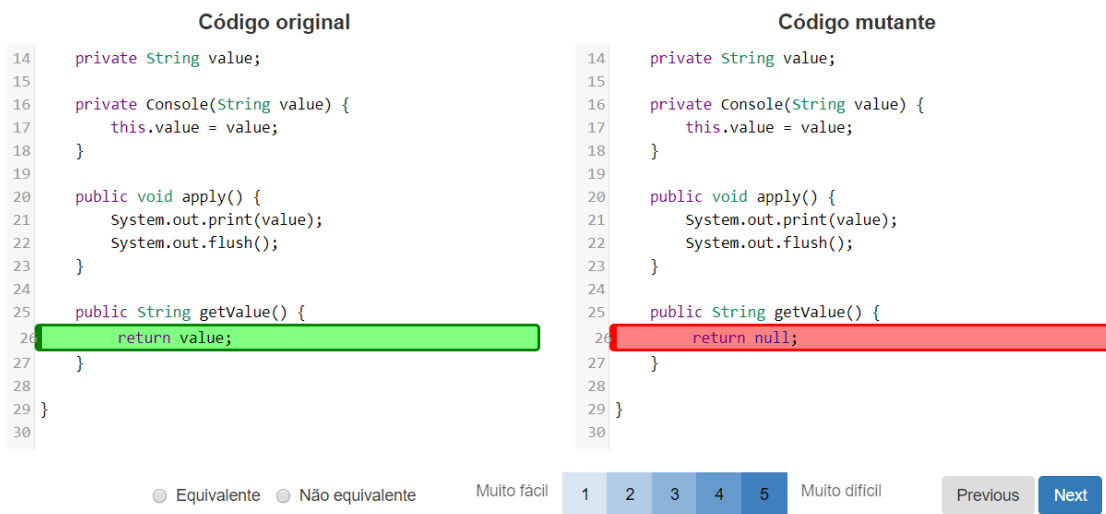 Código original
14 private String value;
15
16 private Console(String value) {
17 this.value = value;
18 }
19
20 public void apply() {
21 System.out.print(value);
22 System.out.flush();
23 }
24
25 public String getValue() {
26 return value;
27 }
28
29 }
30
Código mutante
14 private String value;
15
16 private Console(String value) {
17 this.value = value;
18 }
19
20 public void apply() {
21 System.out.print(value);
22 System.out.flush();
23 }
24
25 public String getValue() {
26 return null;
27 }
28
29 }
30
Equivalente Não equivalente Muito fácil 1 2 3 4 5 Muito difícil Previous Next